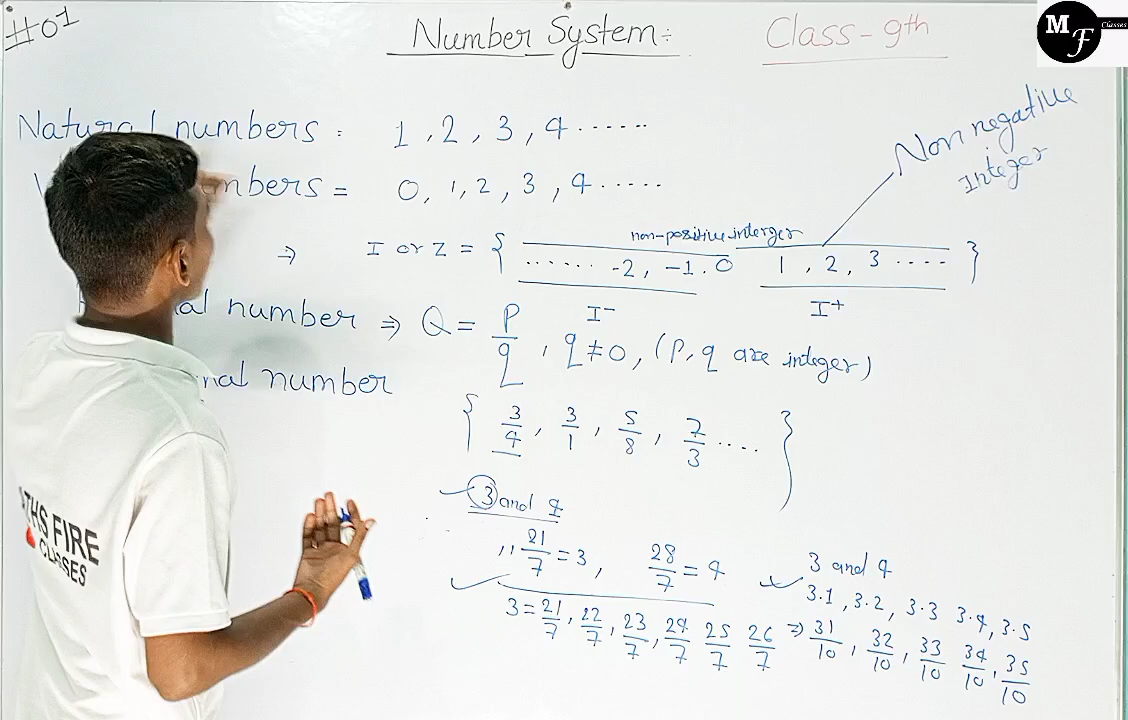 #01
Number System:
Class-9th
M F Classes
Natural numbers : 1, 2, 3, 4 ......
mbers = 0, 1, 2, 3, 4 .....
Non negative
Integer
non-positive interger
⇒ I or Z = { ...... -2, -1. 0 1, 2, 3 .... }
I⁻ I⁺
al number ⇒ Q = P/q, q ≠ 0, (P, q are integer)
nal number
{ 3/4, 3/1, 5/8, 7/3 .... }
3 and 4
21/7 = 3, 28/7 = 4
3 = 21/7, 22/7, 23/7, 24/7 25/7 26/7
3 and 4
3.1, 3.2, 3.3 3.4, 3.5
⇒ 31/10, 32/10, 33/10 34/10, 35/10
THS FIRE
CLASSES